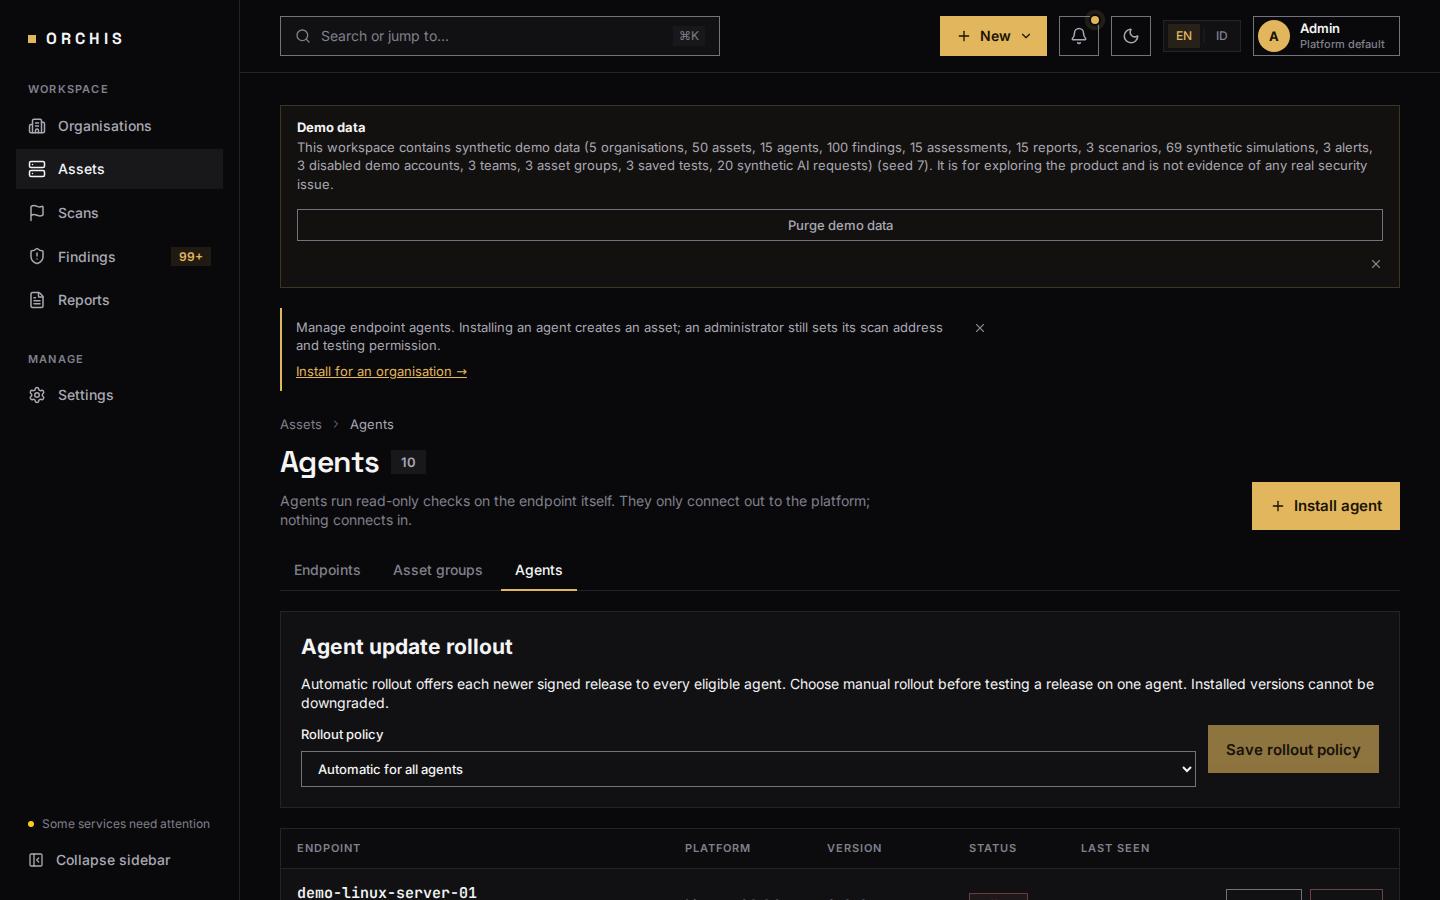 ORCHIS
Search or jump to...
⌘K
New
EN
ID
A
Admin
Platform default
WORKSPACE
Organisations
Assets
Scans
Findings
99+
Reports
MANAGE
Settings
Some services need attention
Collapse sidebar
Demo data
This workspace contains synthetic demo data (5 organisations, 50 assets, 15 agents, 100 findings, 15 assessments, 15 reports, 3 scenarios, 69 synthetic simulations, 3 alerts,
3 disabled demo accounts, 3 teams, 3 asset groups, 3 saved tests, 20 synthetic AI requests) (seed 7). It is for exploring the product and is not evidence of any real security
issue.
Purge demo data
Manage endpoint agents. Installing an agent creates an asset; an administrator still sets its scan address
and testing permission.
Install for an organisation →
Assets
Agents
Agents
10
Agents run read-only checks on the endpoint itself. They only connect out to the platform;
nothing connects in.
Install agent
Endpoints
Asset groups
Agents
Agent update rollout
Automatic rollout offers each newer signed release to every eligible agent. Choose manual rollout before testing a release on one agent. Installed versions cannot be
downgraded.
Rollout policy
Automatic for all agents
Save rollout policy
ENDPOINT
PLATFORM
VERSION
STATUS
LAST SEEN
demo-linux-server-01